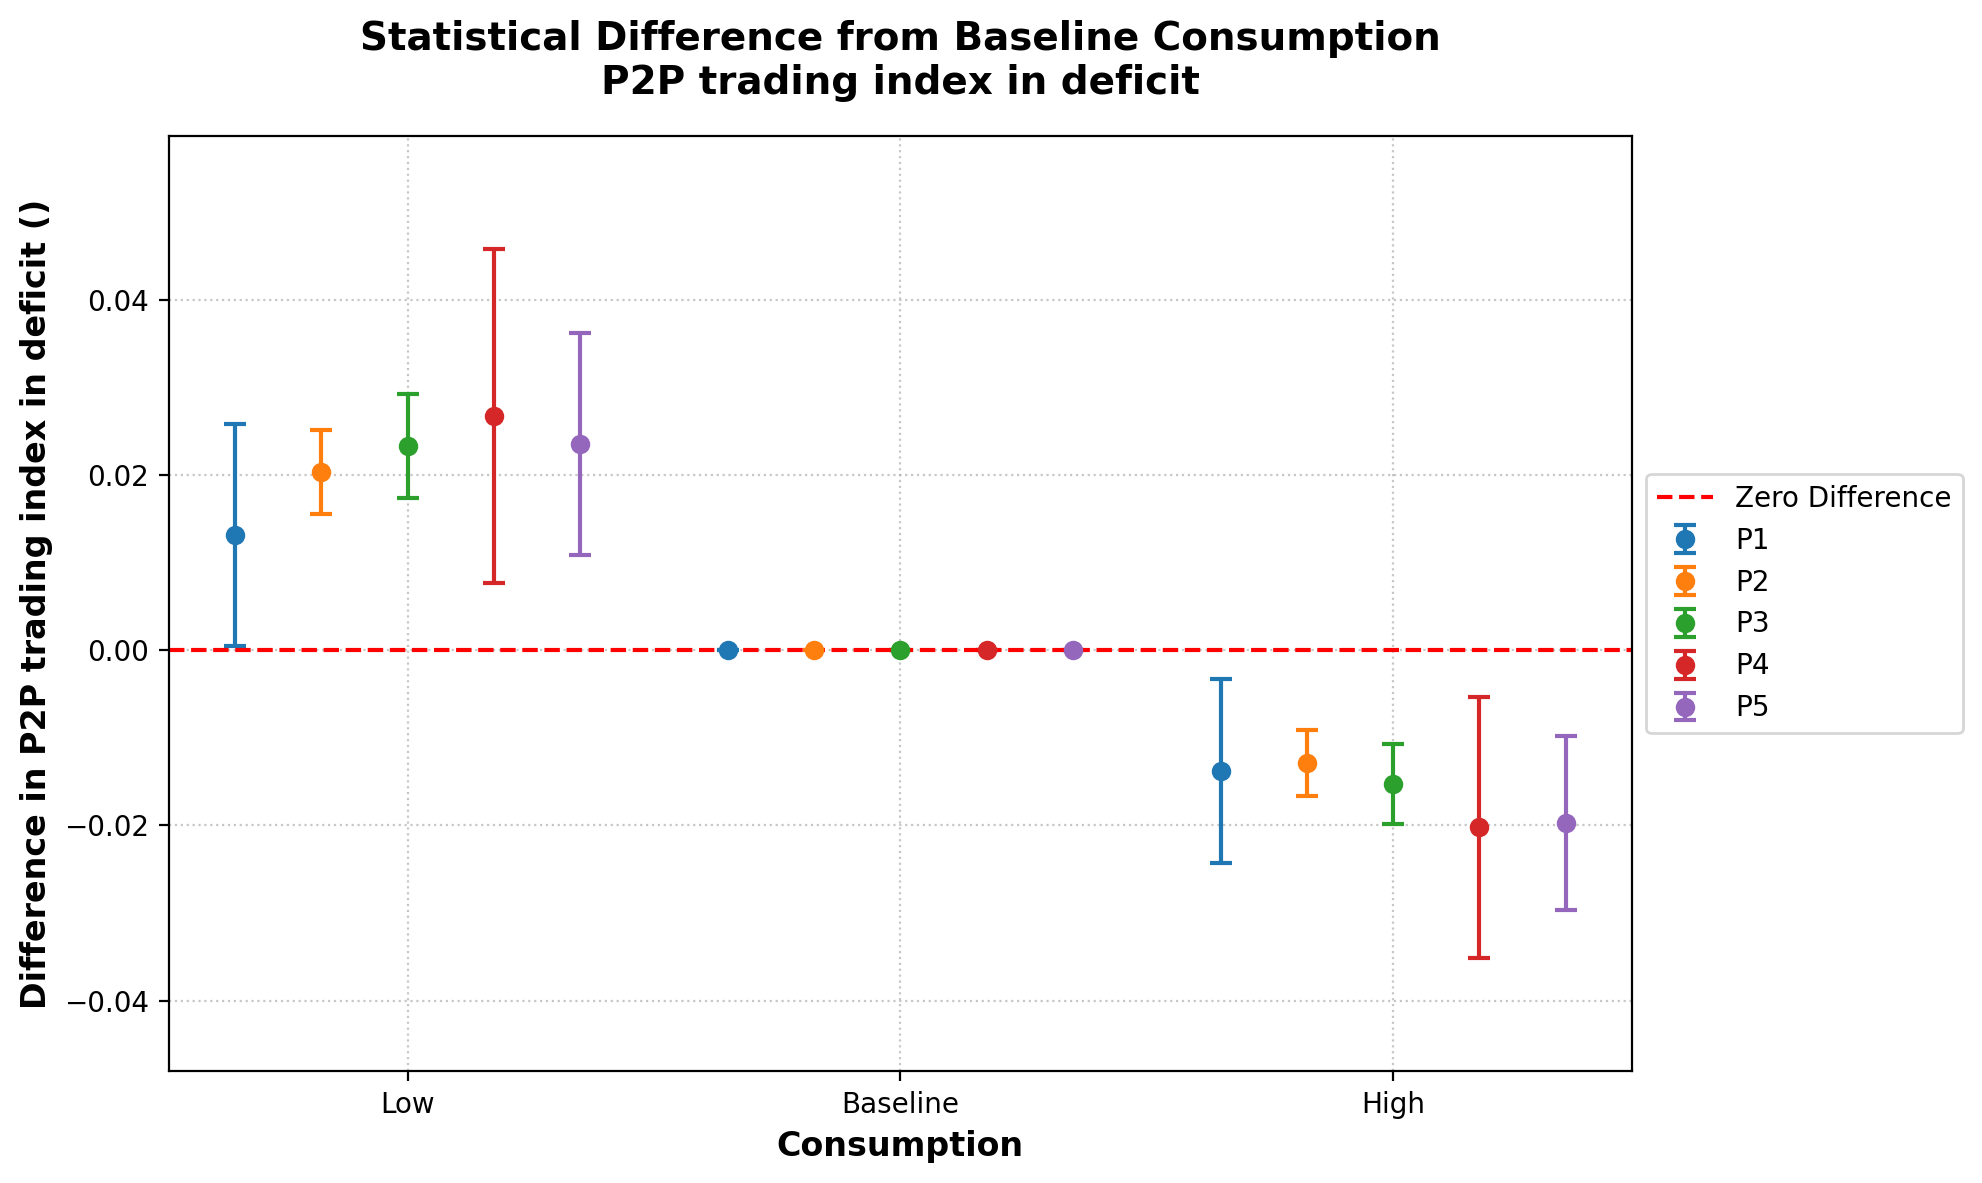 Statistical Difference from Baseline Consumption
P2P trading index in deficit
Difference in P2P trading index in deficit ()
0.04
0.02
0.00
−0.02
−0.04
Low
Baseline
High
Consumption
Zero Difference
P1
P2
P3
P4
P5